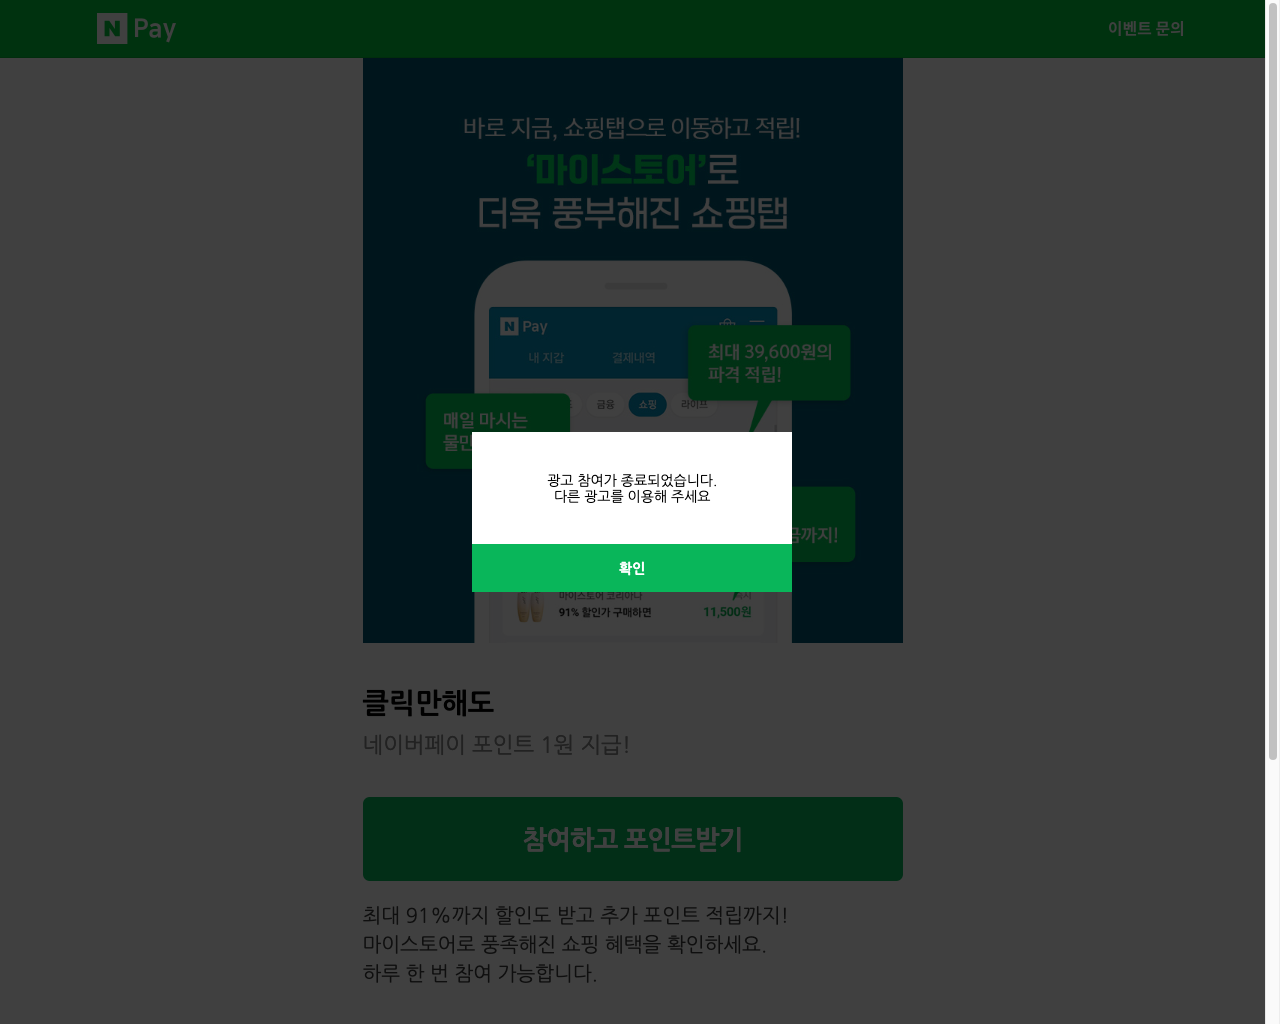 N Pay
이벤트 문의
바로 지금, 쇼핑탭으로 이동하고 적립!
‘마이스토어’로
더욱 풍부해진 쇼핑탭
N Pay
내 지갑
결제내역
최대 39,600원의
파격 적립!
금융
쇼핑
라이프
매일 마시는
광고 참여가 종료되었습니다.
다른 광고를 이용해 주세요
까지!
확인
마이스토어 코리아나
91% 할인가 구매하면
11,500원
클릭만해도
네이버페이 포인트 1원 지급!
참여하고 포인트받기
최대 91%까지 할인도 받고 추가 포인트 적립까지!
마이스토어로 풍족해진 쇼핑 혜택을 확인하세요.
하루 한 번 참여 가능합니다.